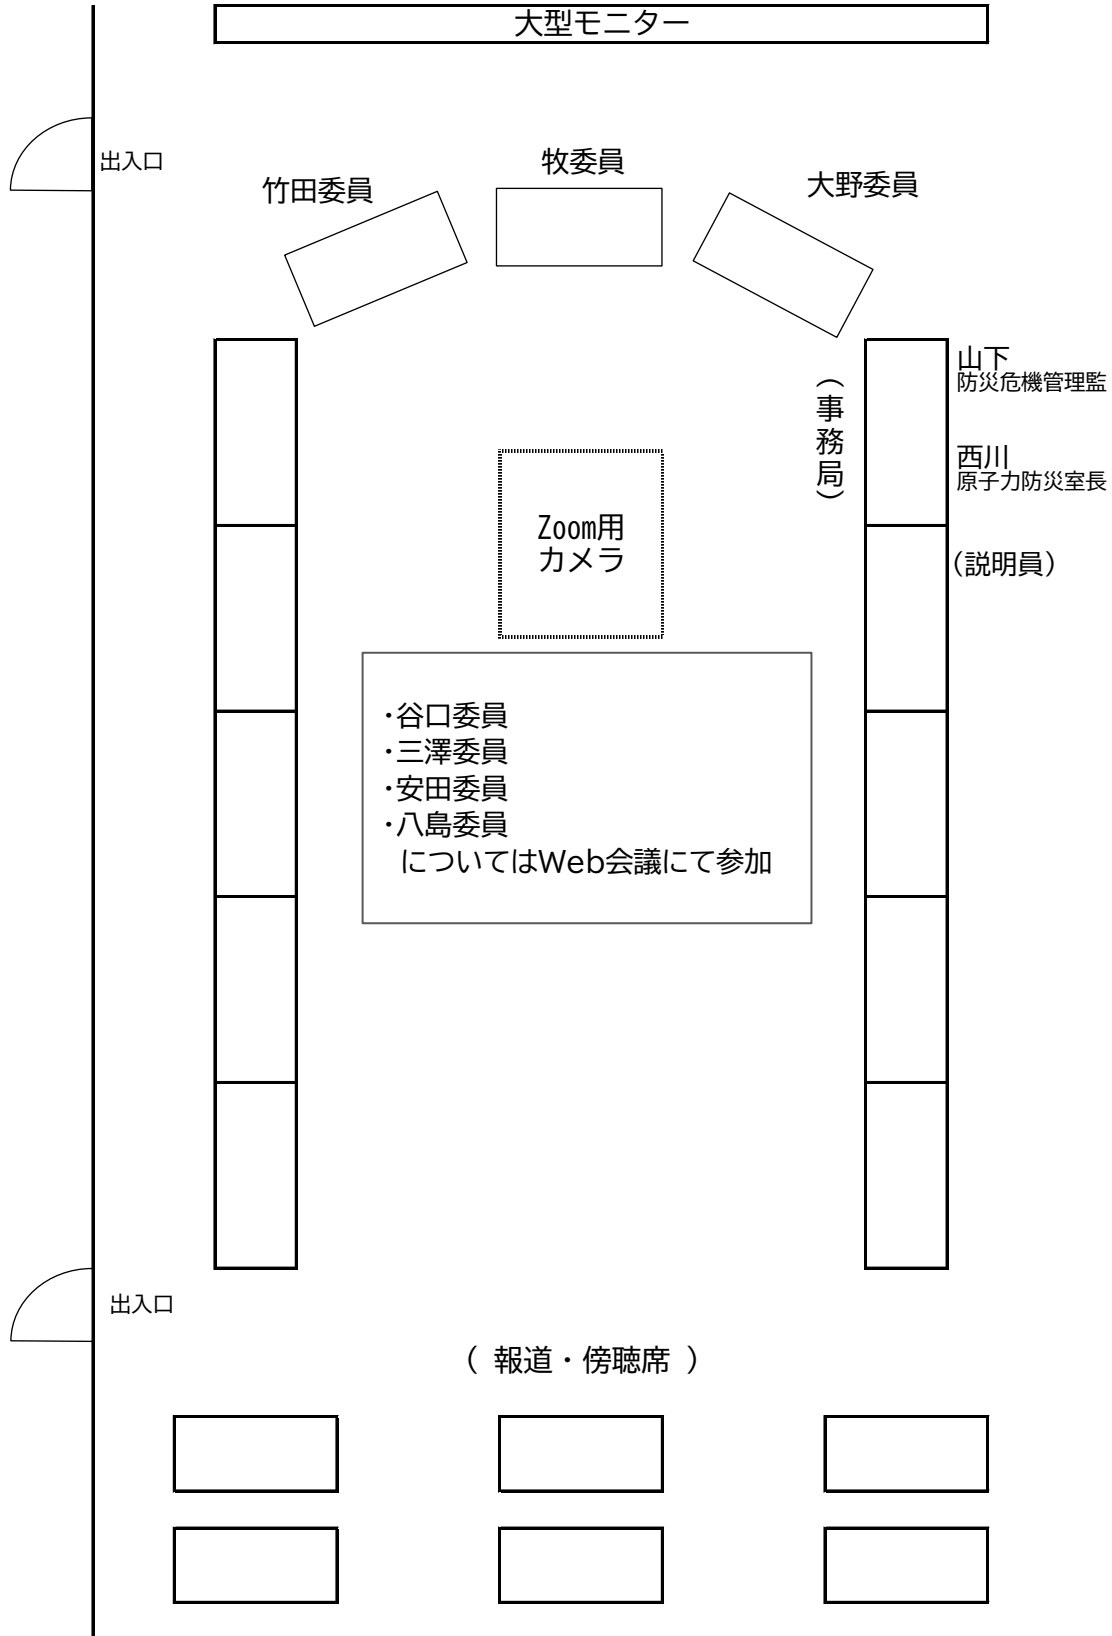 大型モニター
出入口
竹田委員
牧委員
大野委員
山下
防災危機管理監
（事務局）
西川
原子力防災室長
Zoom用
カメラ
（説明員）
・谷口委員
・三澤委員
・安田委員
・八島委員
についてはWeb会議にて参加
出入口
（ 報道・傍聴席 ）